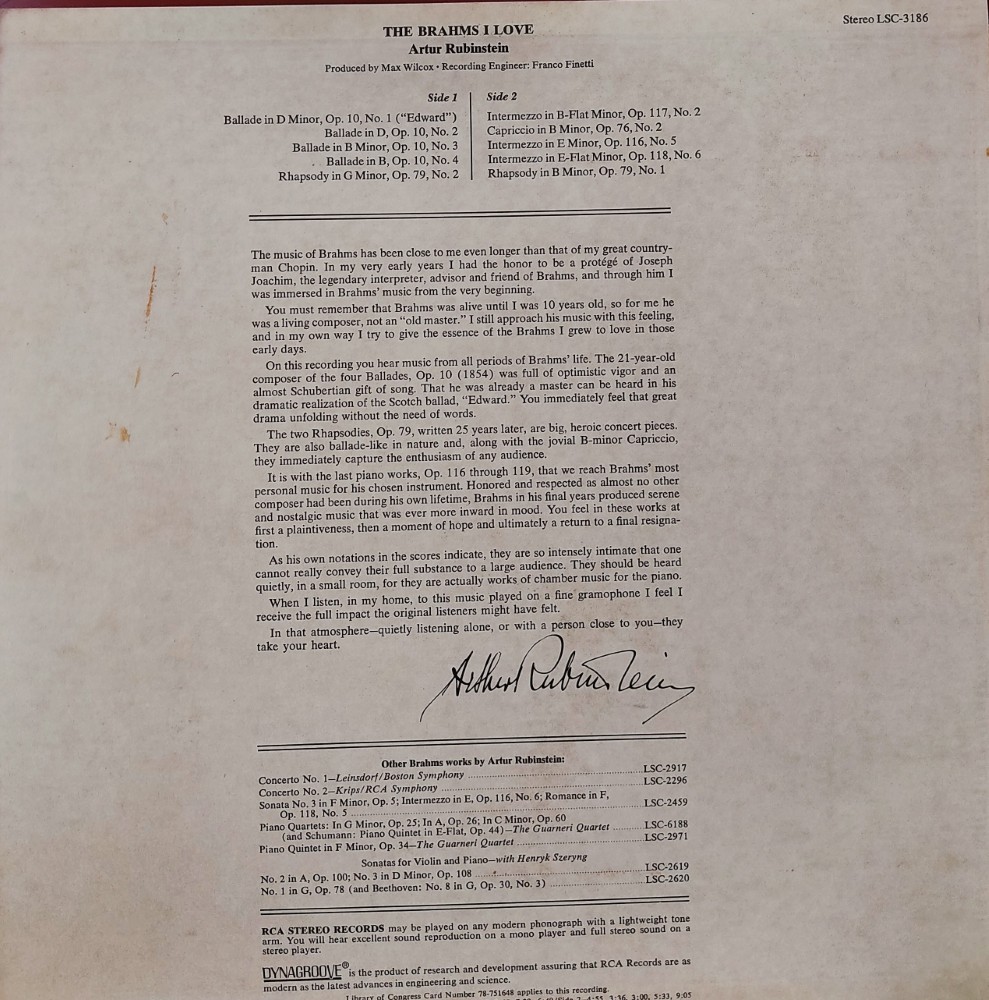 Stereo LSC-3186
THE BRAHMS I LOVE
Artur Rubinstein
Produced by Max Wilcox • Recording Engineer: Franco Finetti
Side 1
Ballade in D Minor, Op. 10, No. 1 (“Edward”)
Ballade in D, Op. 10, No. 2
Ballade in B Minor, Op. 10, No. 3
Ballade in B, Op. 10, No. 4
Rhapsody in G Minor, Op. 79, No. 2
Side 2
Intermezzo in B-Flat Minor, Op. 117, No. 2
Capriccio in B Minor, Op. 76, No. 2
Intermezzo in E Minor, Op. 116, No. 5
Intermezzo in E-Flat Minor, Op. 118, No. 6
Rhapsody in B Minor, Op. 79, No. 1
The music of Brahms has been close to me even longer than that of my great country-
man Chopin. In my very early years I had the honor to be a protégé of Joseph
Joachim, the legendary interpreter, advisor and friend of Brahms, and through him I
was immersed in Brahms’ music from the very beginning.
You must remember that Brahms was alive until I was 10 years old, so for me he
was a living composer, not an “old master.” I still approach his music with this feeling,
and in my own way I try to give the essence of the Brahms I grew to love in those
early days.
On this recording you hear music from all periods of Brahms’ life. The 21-year-old
composer of the four Ballades, Op. 10 (1854) was full of optimistic vigor and an
almost Schubertian gift of song. That he was already a master can be heard in his
dramatic realization of the Scotch ballad, “Edward.” You immediately feel that great
drama unfolding without the need of words.
The two Rhapsodies, Op. 79, written 25 years later, are big, heroic concert pieces.
They are also ballade-like in nature and, along with the jovial B-minor Capriccio,
they immediately capture the enthusiasm of any audience.
It is with the last piano works, Op. 116 through 119, that we reach Brahms’ most
personal music for his chosen instrument. Honored and respected as almost no other
composer had been during his own lifetime, Brahms in his final years produced serene
and nostalgic music that was ever more inward in mood. You feel in these works at
first a plaintiveness, then a moment of hope and ultimately a return to a final resigna-
tion.
As his own notations in the scores indicate, they are so intensely intimate that one
cannot really convey their full substance to a large audience. They should be heard
quietly, in a small room, for they are actually works of chamber music for the piano.
When I listen, in my home, to this music played on a fine gramophone I feel I
receive the full impact the original listeners might have felt.
In that atmosphere—quietly listening alone, or with a person close to you—they
take your heart.
Arthur Rubinstein
Other Brahms works by Artur Rubinstein:
Concerto No. 1—Leinsdorf/Boston Symphony ........ LSC-2917
Concerto No. 2—Krips/RCA Symphony ........ LSC-2296
Sonata No. 3 in F Minor, Op. 5; Intermezzo in E, Op. 116, No. 6; Romance in F,
Op. 118, No. 5 ........ LSC-2459
Piano Quartets: In G Minor, Op. 25; In A, Op. 26; In C Minor, Op. 60
(and Schumann: Piano Quintet in E-Flat, Op. 44)—The Guarneri Quartet ........ LSC-6188
Piano Quintet in F Minor, Op. 34—The Guarneri Quartet ........ LSC-2971
Sonatas for Violin and Piano—with Henryk Szeryng
No. 2 in A, Op. 100; No. 3 in D Minor, Op. 108 ........ LSC-2619
No. 1 in G, Op. 78 (and Beethoven: No. 8 in G, Op. 30, No. 3) ........ LSC-2620
RCA STEREO RECORDS may be played on any modern phonograph with a lightweight tone
arm. You will hear excellent sound reproduction on a mono player and full stereo sound on a
stereo player.
DYNAGROOVE® is the product of research and development assuring that RCA Records are as
modern as the latest advances in engineering and science.
Library of Congress Card Number 78-751648 applies to this recording.
4:55, 3:36, 3:00, 5:33, 9:05